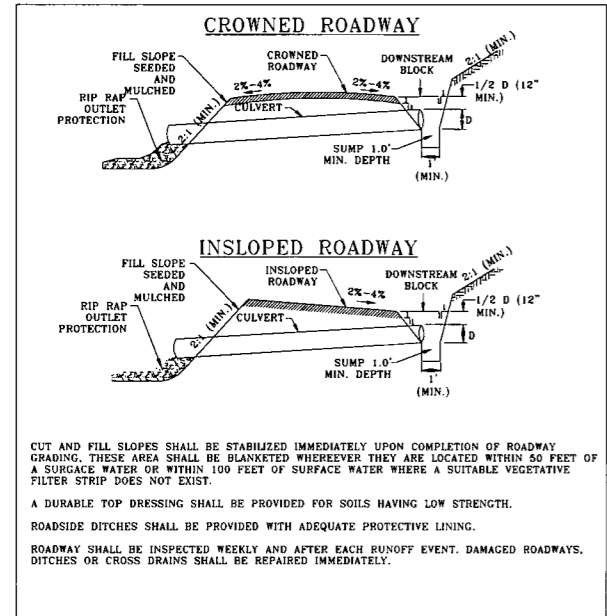 CROWNED ROADWAY
FILL SLOPE
SEEDED
AND
MULCHED
RIP RAP
OUTLET
PROTECTION
CROWNED
ROADWAY
DOWNSTREAM
BLOCK
2:1 (MIN.)
2%-4%
2%-4%
1/2 D (12"
MIN.)
CULVERT
D
2:1 (MIN.)
SUMP 1.0'
MIN. DEPTH
1'
(MIN.)
INSLOPED ROADWAY
FILL SLOPE
SEEDED
AND
MULCHED
RIP RAP
OUTLET
PROTECTION
INSLOPED
ROADWAY
2%-4%
DOWNSTREAM
BLOCK
2:1 (MIN.)
1/2 D (12"
MIN.)
CULVERT
D
2:1 (MIN.)
SUMP 1.0'
MIN. DEPTH
1'
(MIN.)
CUT AND FILL SLOPES SHALL BE STABILIZED IMMEDIATELY UPON COMPLETION OF ROADWAY
GRADING. THESE AREA SHALL BE BLANKETED WHEREEVER THEY ARE LOCATED WITHIN 50 FEET OF
A SURGACE WATER OR WITHIN 100 FEET OF SURFACE WATER WHERE A SUITABLE VEGETATIVE
FILTER STRIP DOES NOT EXIST.
A DURABLE TOP DRESSING SHALL BE PROVIDED FOR SOILS HAVING LOW STRENGTH.
ROADSIDE DITCHES SHALL BE PROVIDED WITH ADEQUATE PROTECTIVE LINING.
ROADWAY SHALL BE INSPECTED WEEKLY AND AFTER EACH RUNOFF EVENT. DAMAGED ROADWAYS,
DITCHES OR CROSS DRAINS SHALL BE REPAIRED IMMEDIATELY.